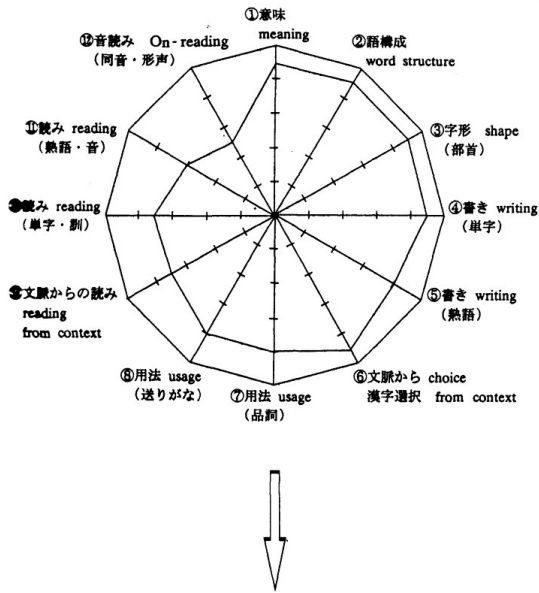 ①意味
meaning
②語構成
word structure
③字形 shape
(部首)
④書き writing
(単字)
⑤書き writing
(熟語)
⑥文脈から choice
漢字選択 from context
⑦用法 usage
(品詞)
⑧用法 usage
(送りがな)
文脈からの読み
reading
from context
読み reading
(単字・訓)
⑪読み reading
(熟語・音)
⑫音読み On-reading
(同音・形声)